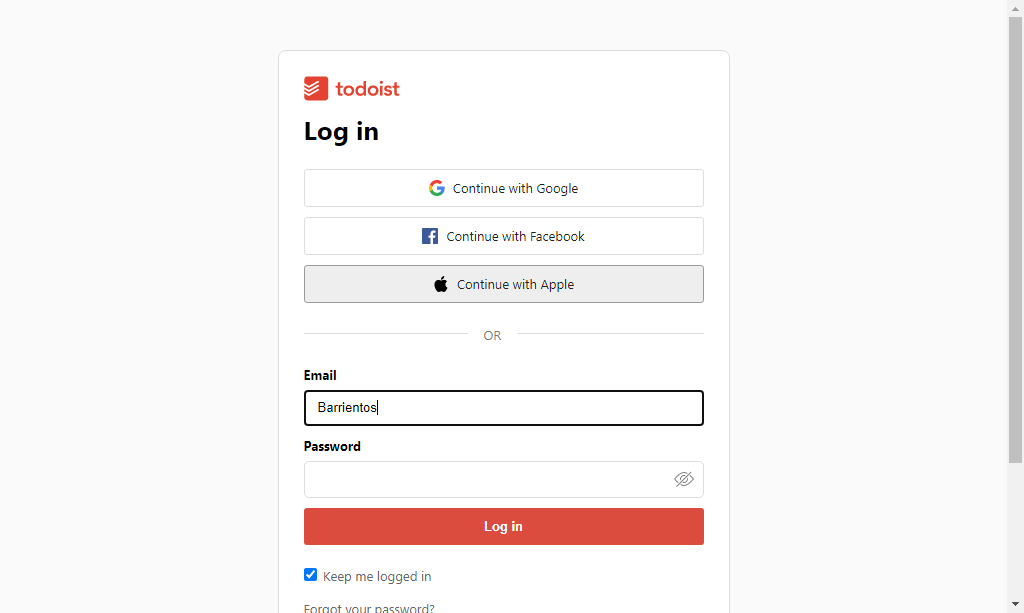 todoist
Log in
Continue with Google
Continue with Facebook
Continue with Apple
OR
Email
Barrientos
Password
Log in
Keep me logged in
Forgot your password?